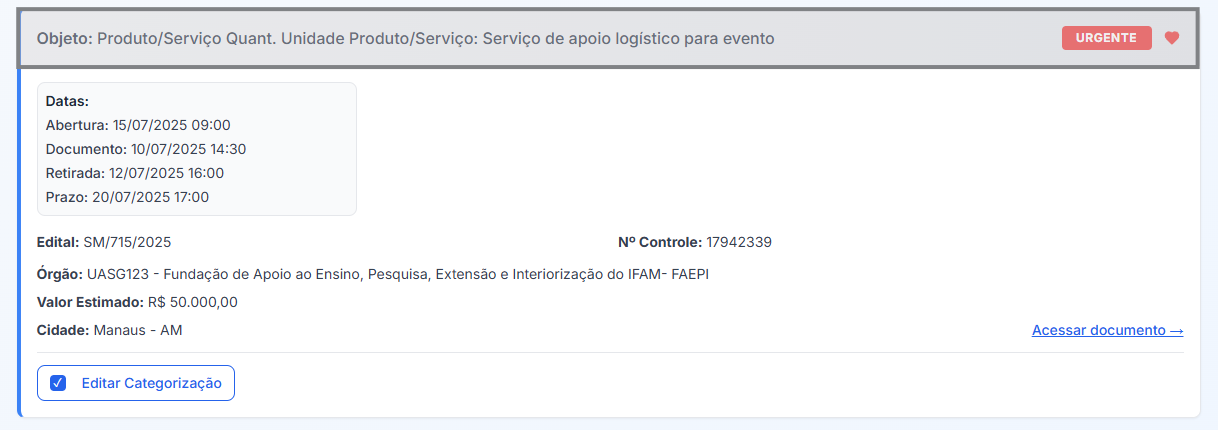 Objeto: Produto/Serviço Quant. Unidade Produto/Serviço: Serviço de apoio logístico para evento
URGENTE
Datas:
Abertura: 15/07/2025 09:00
Documento: 10/07/2025 14:30
Retirada: 12/07/2025 16:00
Prazo: 20/07/2025 17:00
Edital: SM/715/2025
Nº Controle: 17942339
Órgão: UASG123 - Fundação de Apoio ao Ensino, Pesquisa, Extensão e Interiorização do IFAM- FAEPI
Valor Estimado: R$ 50.000,00
Cidade: Manaus - AM
Acessar documento →
Editar Categorização